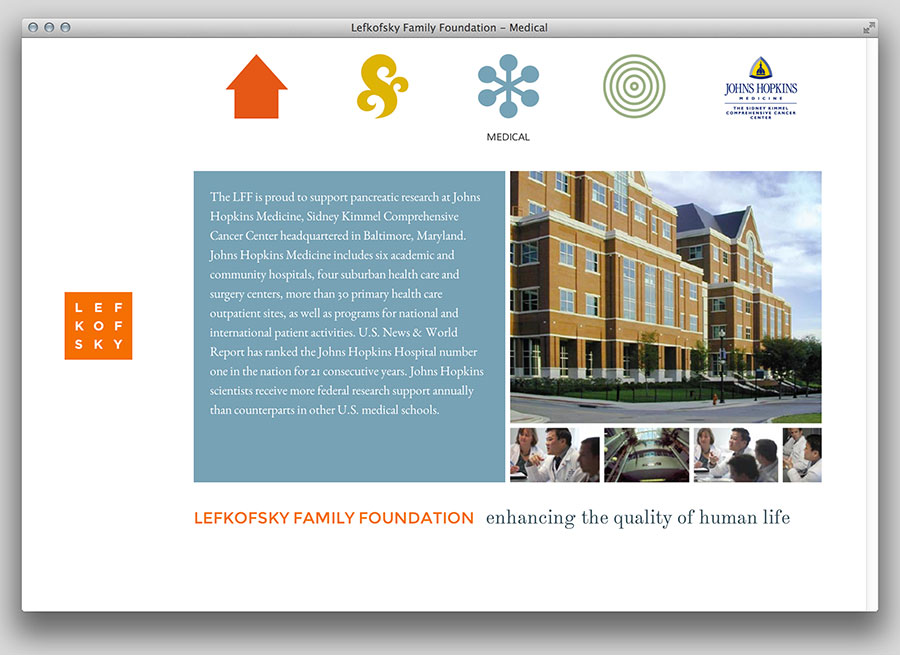 Lefkofsky Family Foundation – Medical
JOHNS HOPKINS
MEDICINE
THE SIDNEY KIMMEL
COMPREHENSIVE CANCER
CENTER
MEDICAL
The LFF is proud to support pancreatic research at Johns
Hopkins Medicine, Sidney Kimmel Comprehensive
Cancer Center headquartered in Baltimore, Maryland.
Johns Hopkins Medicine includes six academic and
community hospitals, four suburban health care and
surgery centers, more than 30 primary health care
outpatient sites, as well as programs for national and
international patient activities. U.S. News & World
Report has ranked the Johns Hopkins Hospital number
one in the nation for 21 consecutive years. Johns Hopkins
scientists receive more federal research support annually
than counterparts in other U.S. medical schools.
LEF
KOF
SKY
LEFKOFSKY FAMILY FOUNDATION enhancing the quality of human life